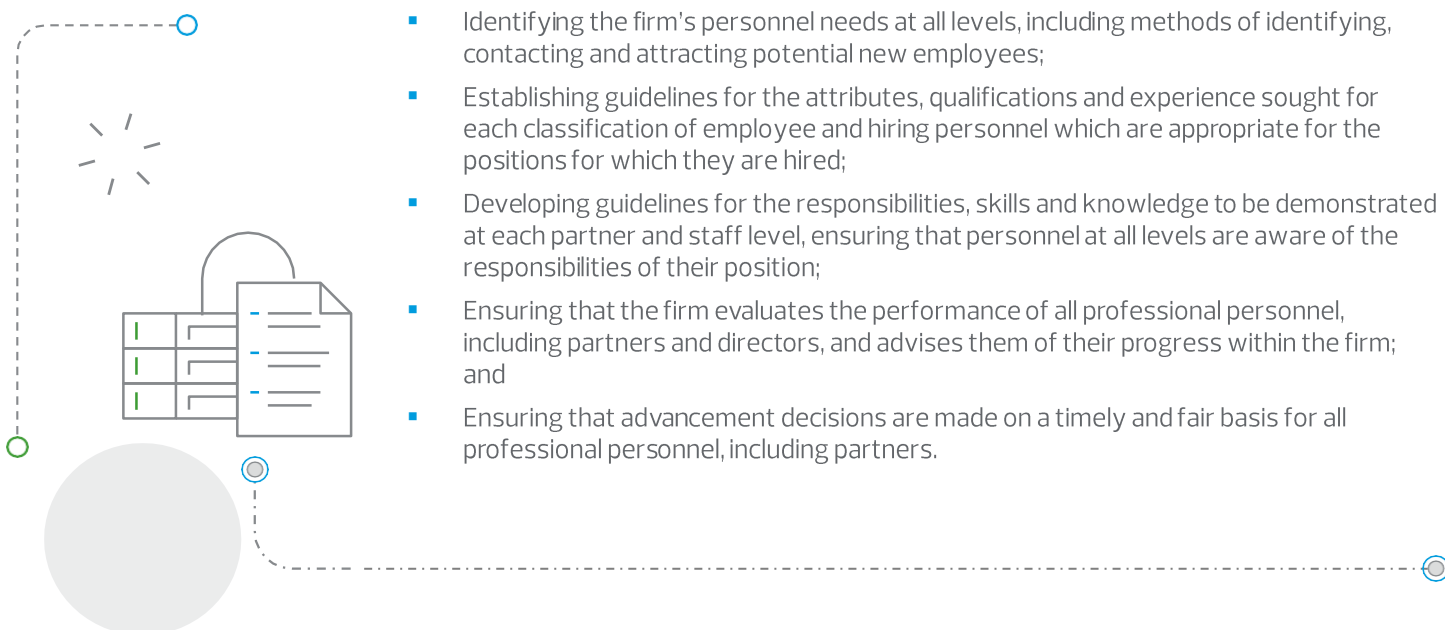 ▪ Identifying the firm's personnel needs at all levels, including methods of identifying,
contacting and attracting potential new employees;
▪ Establishing guidelines for the attributes, qualifications and experience sought for
each classification of employee and hiring personnel which are appropriate for the
positions for which they are hired;
▪ Developing guidelines for the responsibilities, skills and knowledge to be demonstrated
at each partner and staff level, ensuring that personnel at all levels are aware of the
responsibilities of their position;
▪ Ensuring that the firm evaluates the performance of all professional personnel,
including partners and directors, and advises them of their progress within the firm;
and
▪ Ensuring that advancement decisions are made on a timely and fair basis for all
professional personnel, including partners.